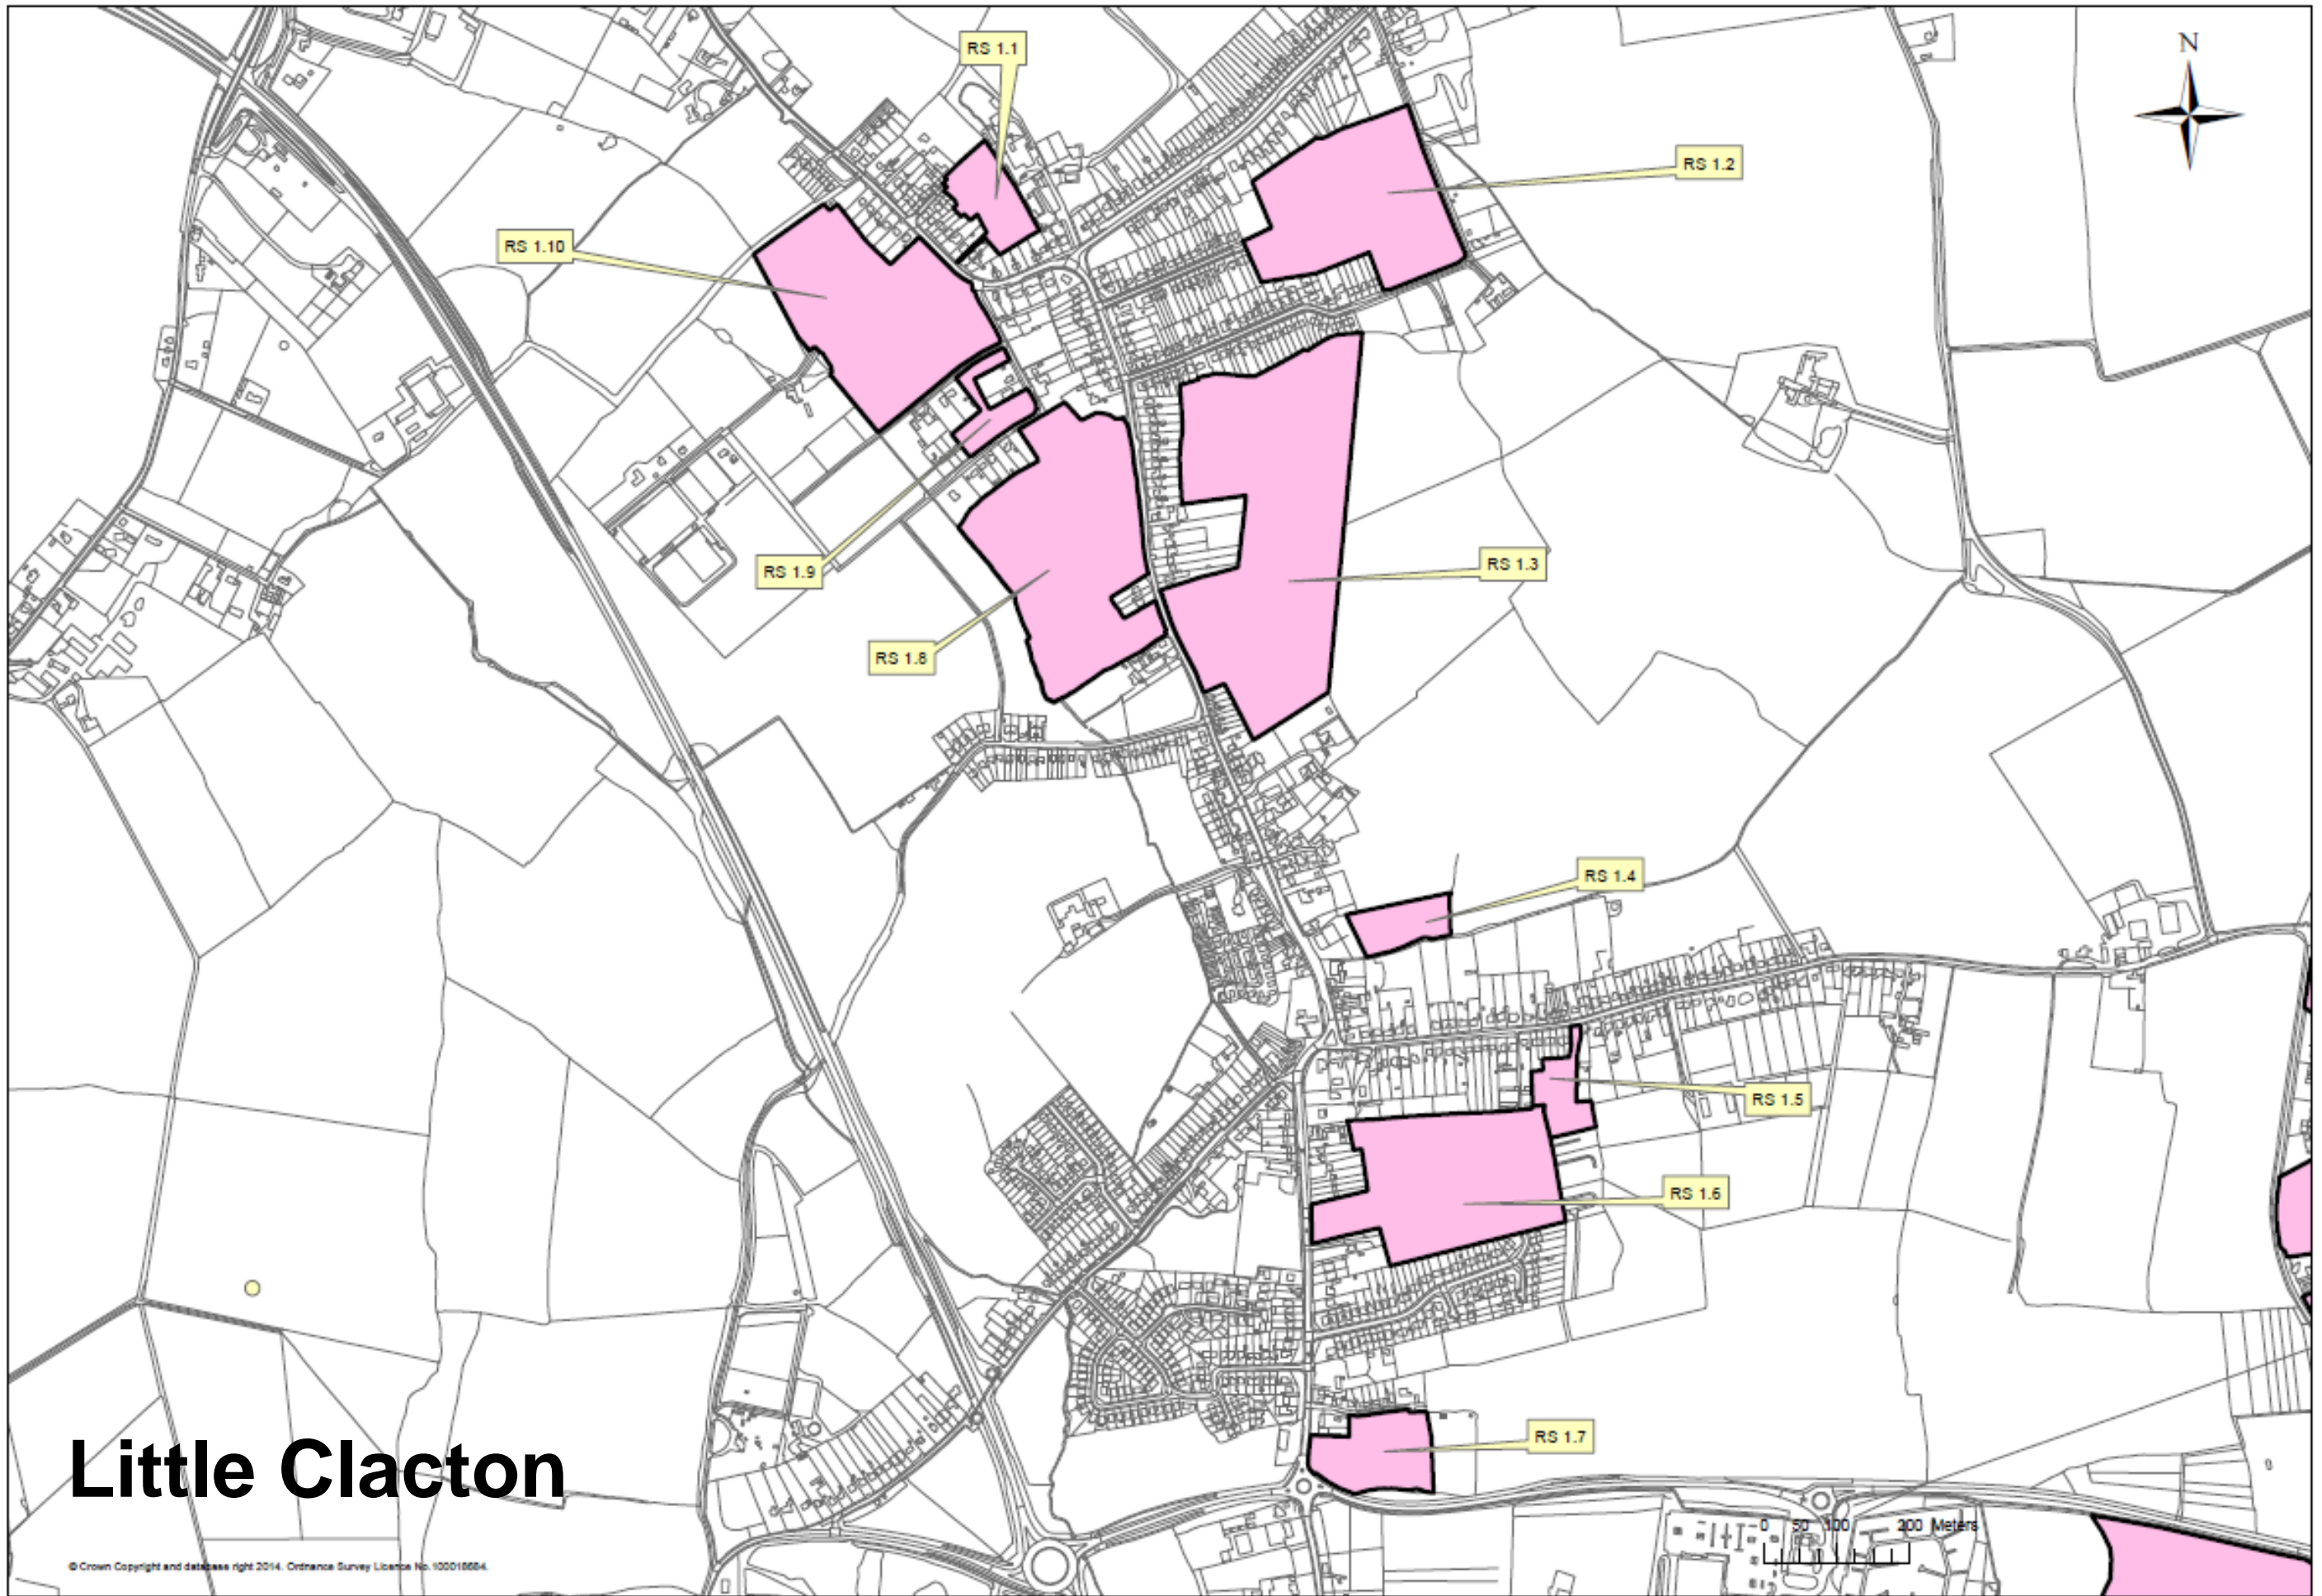 RS 1.1
N
RS 1.2
RS 1.10
RS 1.3
RS 1.9
RS 1.8
RS 1.4
RS 1.5
RS 1.6
RS 1.7
Little Clacton
0 50 100 200 Meters
© Crown Copyright and database right 2014. Ordnance Survey Licence No.100018684.